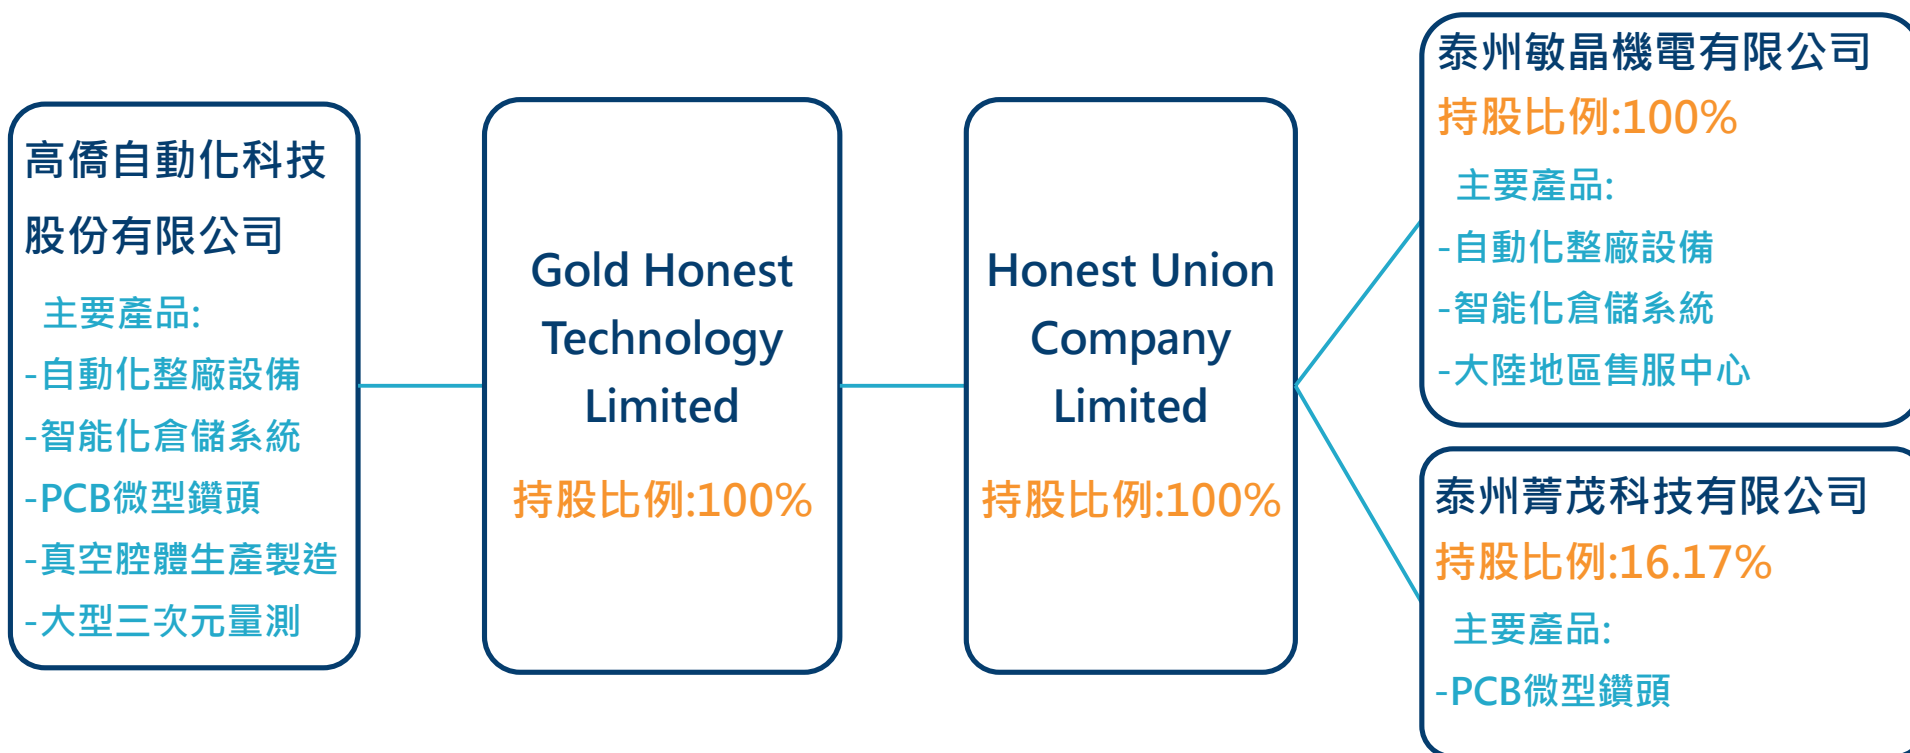 高僑自動化科技
股份有限公司
主要產品:
-自動化整廠設備
-智能化倉儲系統
-PCB微型鑽頭
-真空腔體生產製造
-大型三次元量測
Gold Honest
Technology
Limited
持股比例:100%
Honest Union
Company
Limited
持股比例:100%
泰州敏晶機電有限公司
持股比例:100%
主要產品:
-自動化整廠設備
-智能化倉儲系統
-大陸地區售服中心
泰州菁茂科技有限公司
持股比例:16.17%
主要產品:
-PCB微型鑽頭